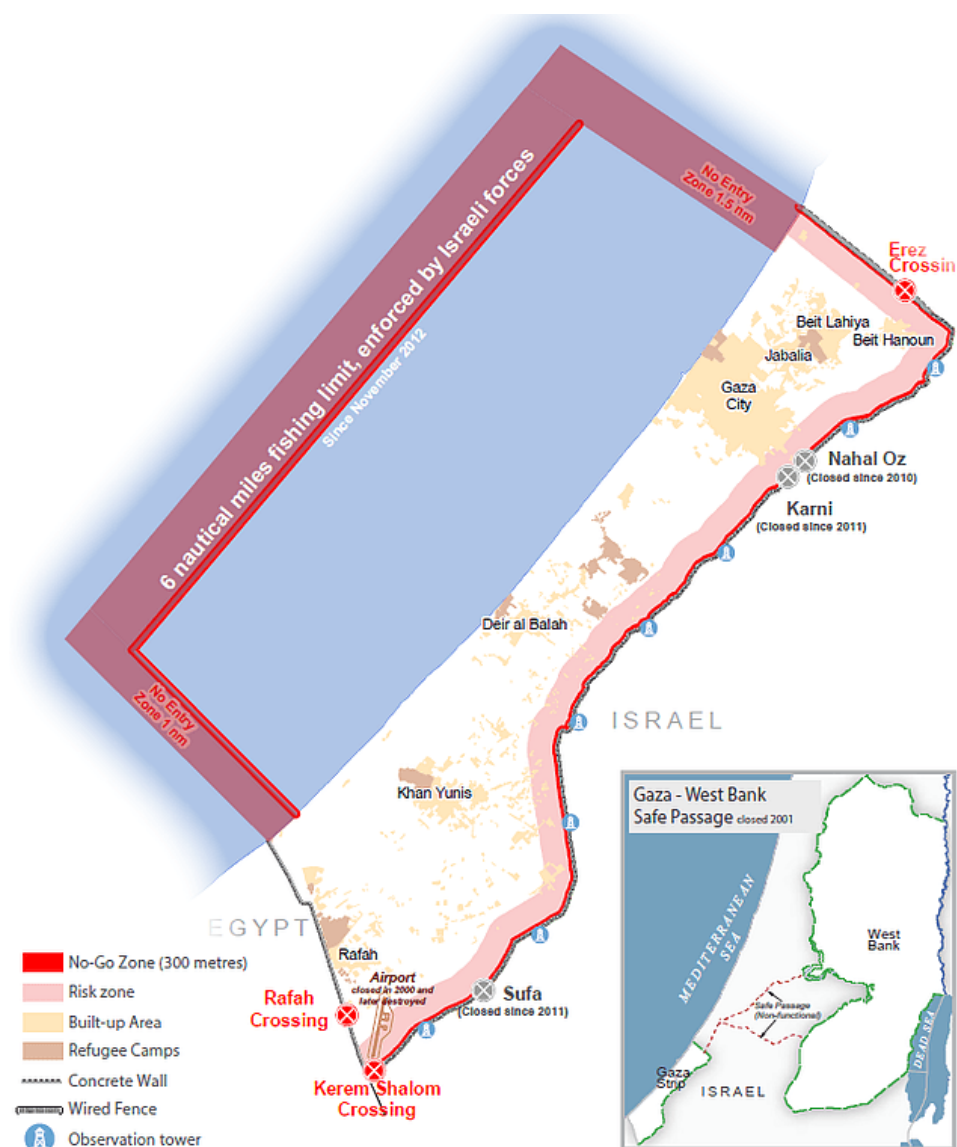 No Entry
Zone 1.5 nm
6 nautical miles fishing limit, enforced by Israeli forces
Since November 2012
No Entry
Zone 1 nm
Erez
Crossin
Beit Lahiya
Beit Hanoun
Jabalia
Gaza
City
Nahal Oz
(Closed since 2010)
Karni
(Closed since 2011)
Deir al Balah
ISRAEL
Khan Yunis
EGYPT
Rafah
Airport
closed in 2000 and
later destroyed
Rafah
Crossing
Sufa
(Closed since 2011)
Kerem Shalom
Crossing
No-Go Zone (300 metres)
Risk zone
Built-up Area
Refugee Camps
Concrete Wall
Wired Fence
Observation tower
Gaza - West Bank
Safe Passage closed 2001
MEDITERRANEAN
SEA
West
Bank
Safe Passage
(Non-functional)
DEAD SEA
Gaza
Strip
ISRAEL